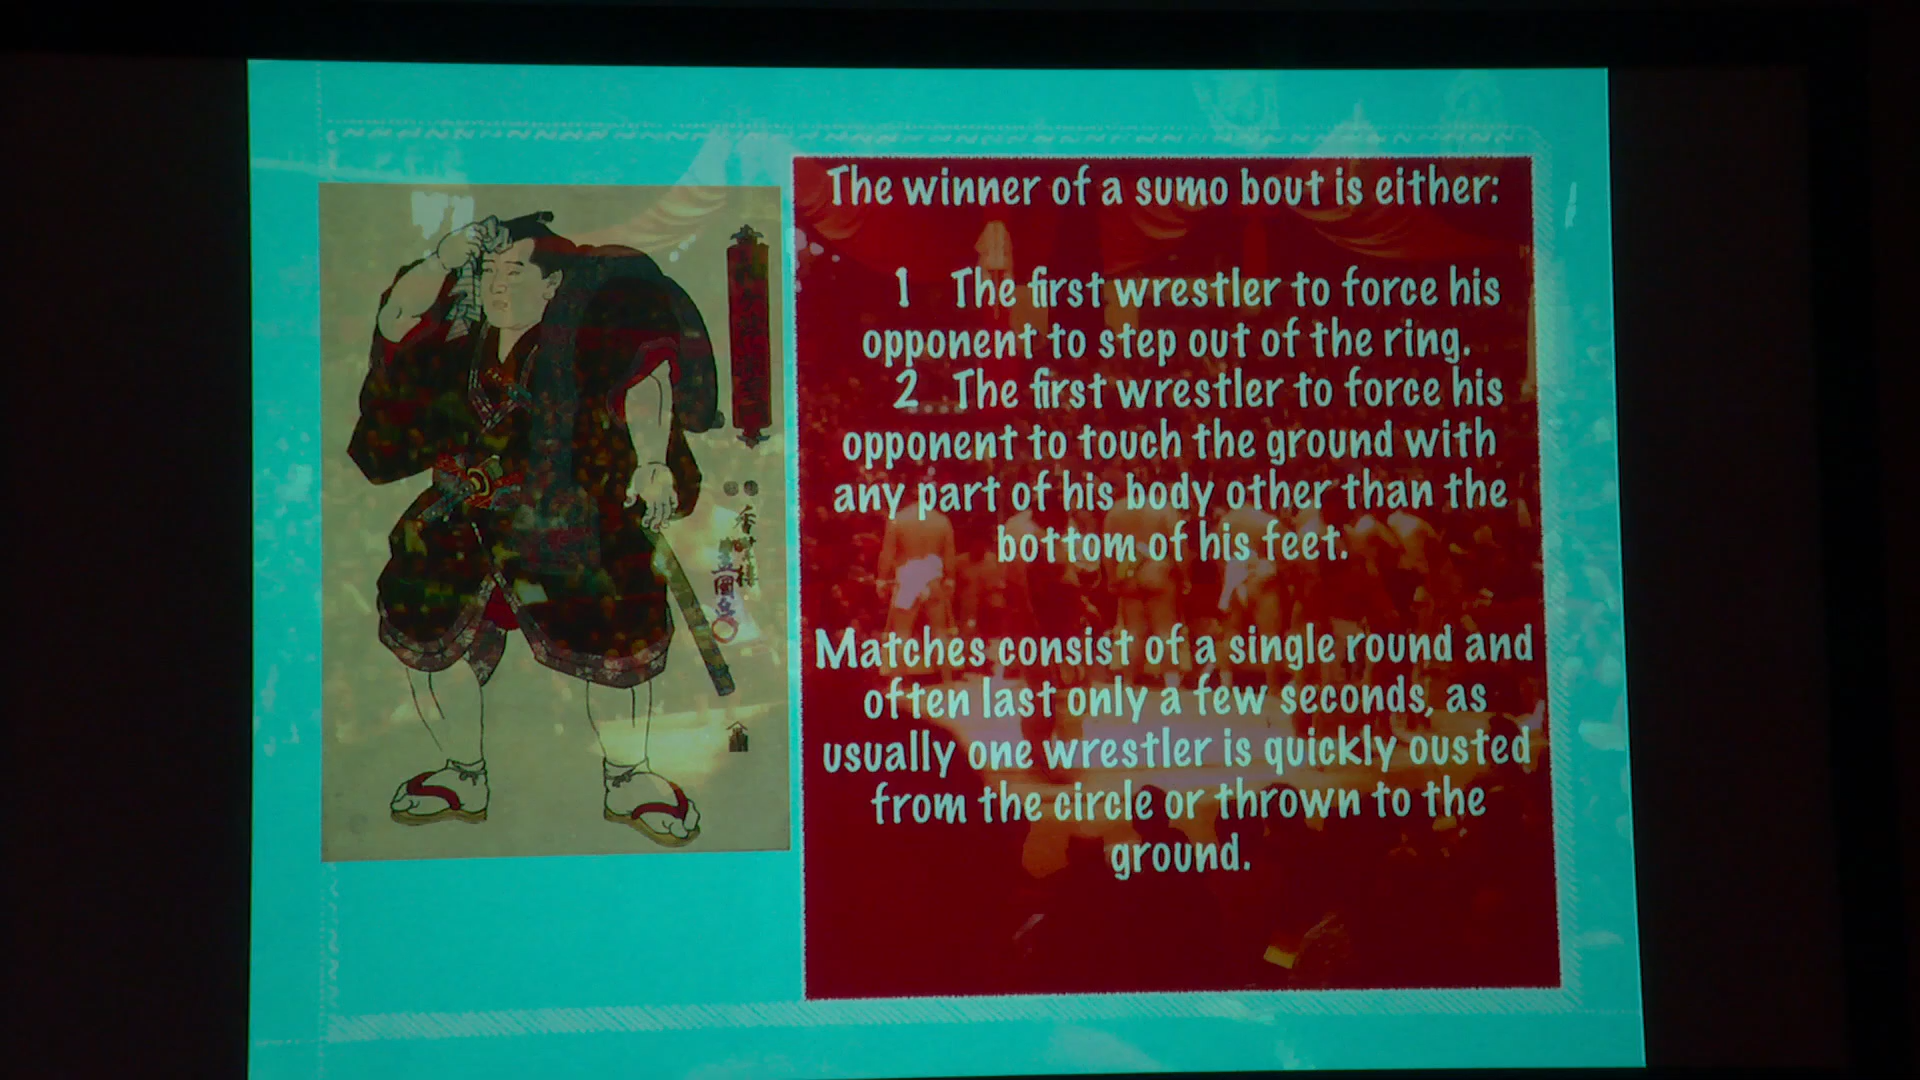 The winner of a sumo bout is either:
1 The first wrestler to force his
opponent to step out of the ring.
2 The first wrestler to force his
opponent to touch the ground with
any part of his body other than the
bottom of his feet.
Matches consist of a single round and
often last only a few seconds, as
usually one wrestler is quickly ousted
from the circle or thrown to the
ground.